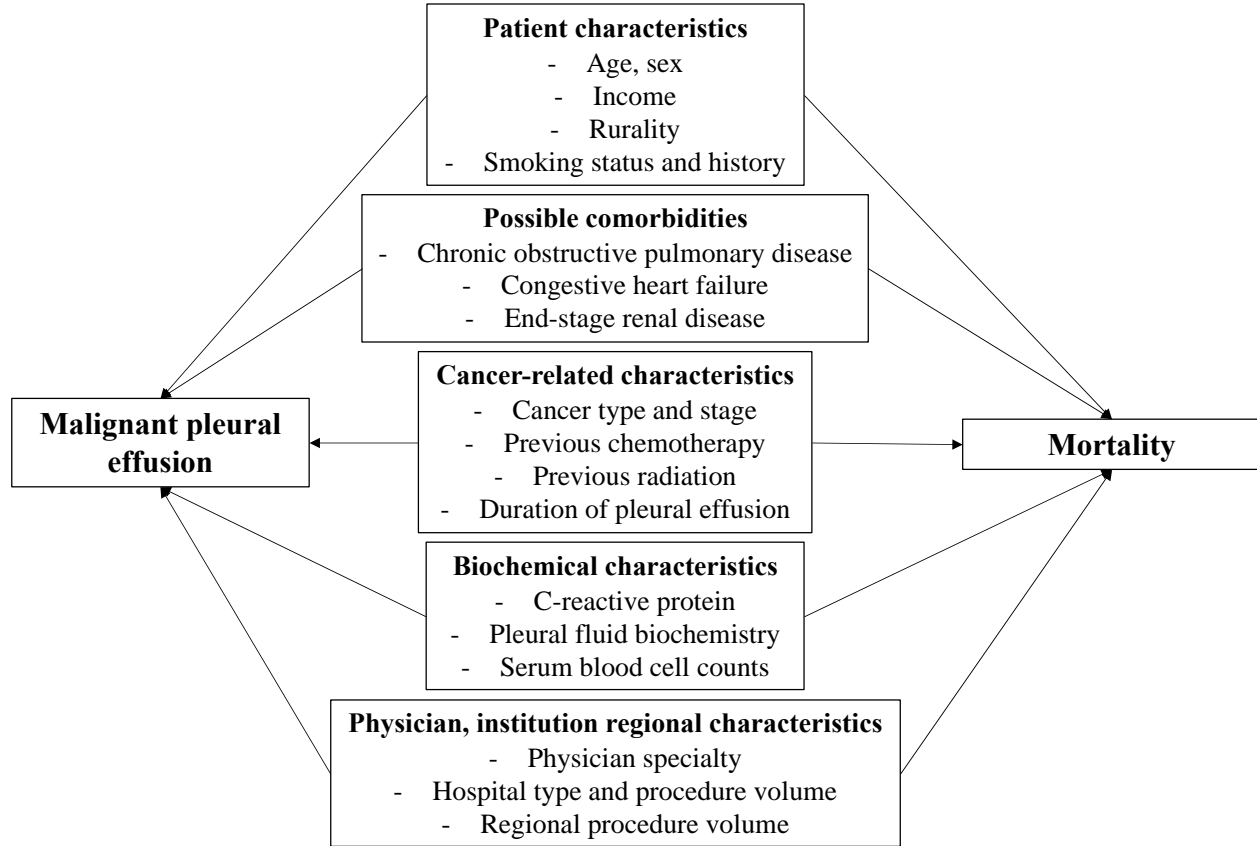 Patient characteristics
- Age, sex
- Income
- Rurality
- Smoking status and history
Possible comorbidities
- Chronic obstructive pulmonary disease
- Congestive heart failure
- End-stage renal disease
Malignant pleural
effusion
Cancer-related characteristics
- Cancer type and stage
- Previous chemotherapy
- Previous radiation
- Duration of pleural effusion
Mortality
Biochemical characteristics
- C-reactive protein
- Pleural fluid biochemistry
- Serum blood cell counts
Physician, institution regional characteristics
- Physician specialty
- Hospital type and procedure volume
- Regional procedure volume